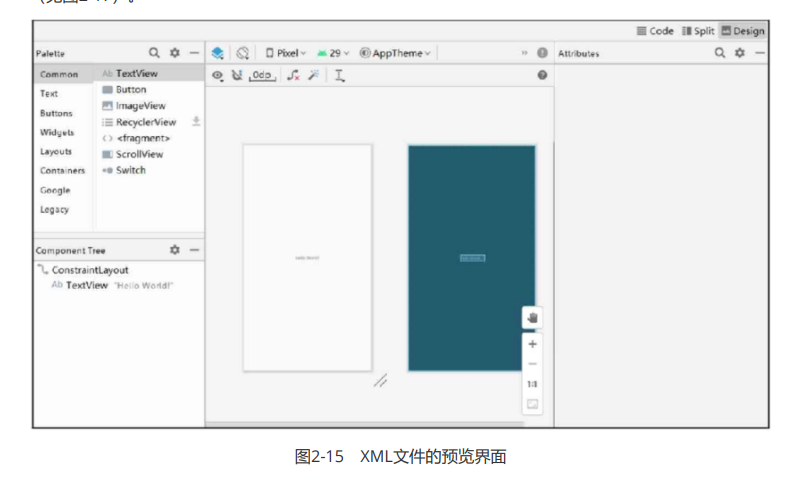 Code Split Design
Palette
Pixel 29 AppTheme
Attributes
Common
Text
Buttons
Widgets
Layouts
Containers
Google
Legacy
Ab TextView
Button
ImageView
RecyclerView
<fragment>
ScrollView
Switch
0dp
Component Tree
ConstraintLayout
Ab TextView "Hello World!"
Hello World!
1:1
图2-15 XML文件的预览界面